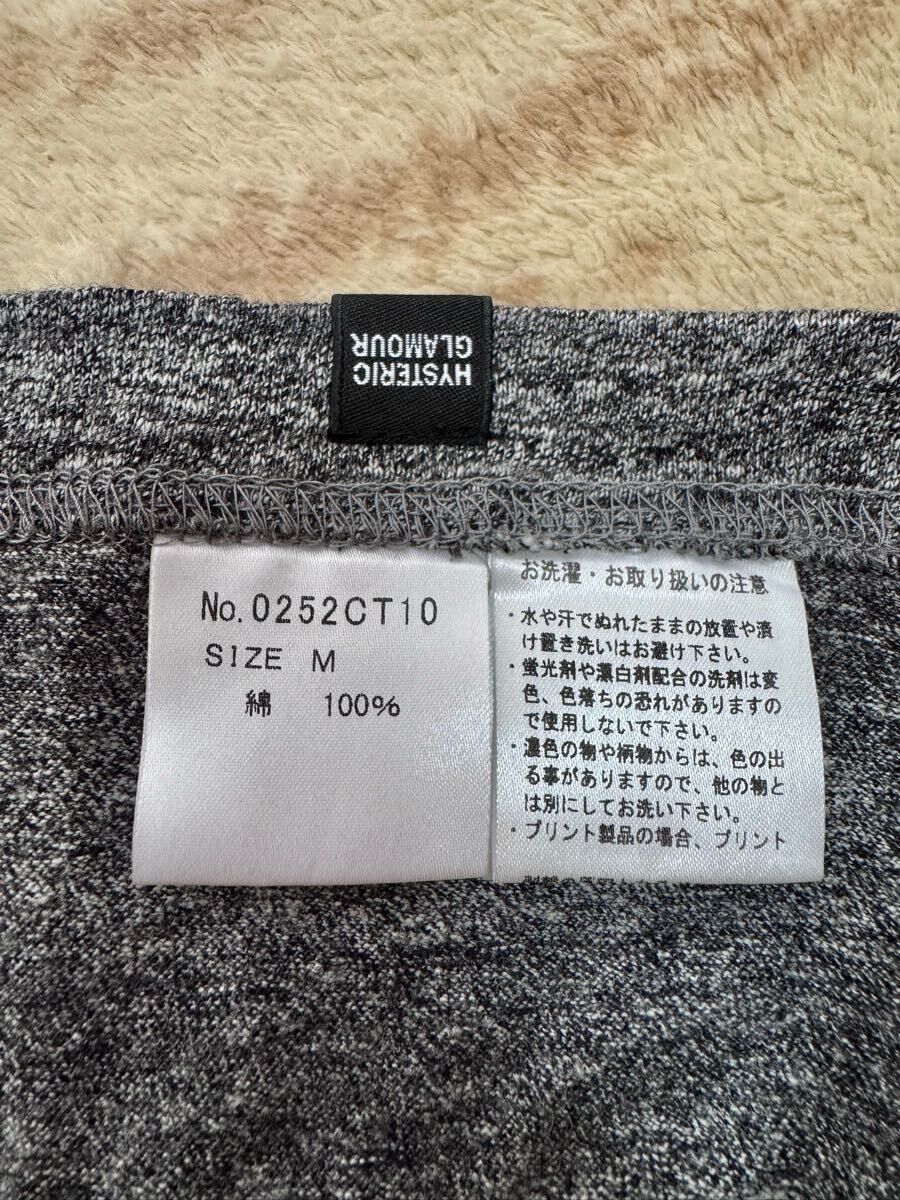 HYSTERIC
GLAMOUR
No.0252CT10
SIZE M
綿 100%
お洗濯・お取り扱いの注意
・水や汗でぬれたままの放置や漬
け置き洗いはお避け下さい。
・蛍光剤や漂白剤配合の洗剤は変
色、色落ちの恐れがありますの
で使用しないで下さい。
・濃色の物や柄物からは、色の出
る事がありますので、他の物と
は別にしてお洗い下さい。
・プリント製品の場合、プリント